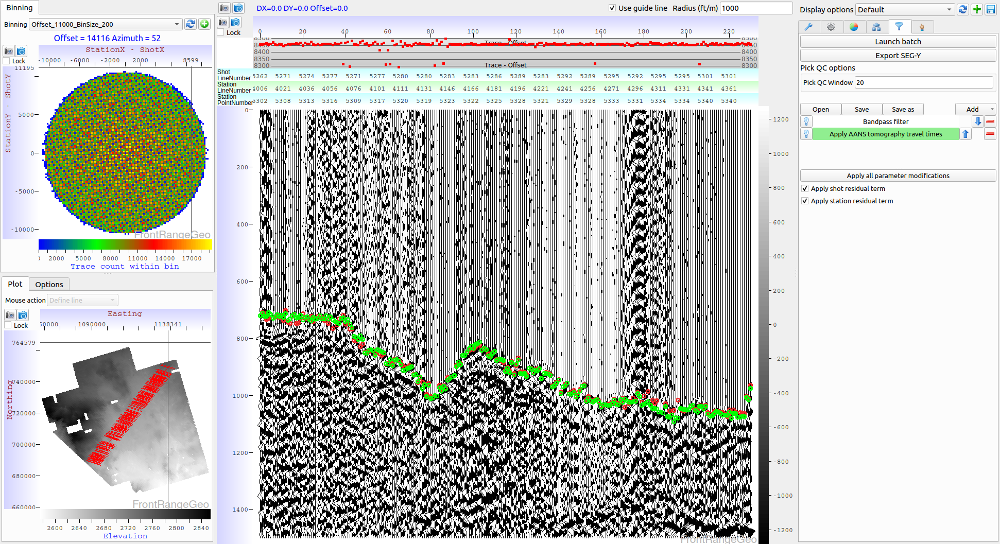 Binning
Binning Offset_11000_BinSize_200
Offset = 14116 Azimuth = 52
Lock
StationX - ShotX
-10000 -6000 -2000 2000 8599
StationY - ShotY
11195
5000
0
-5000
-10000
FrontRangeGeo
2000 5000 8000 11000 14000 17000
Trace count within bin
Plot Options
Mouse action Define line
Lock
Easting
1090000 1138341
Northing
764579
740000
720000
700000
680000
660000
FrontRangeGeo
2600 2640 2680 2720 2760 2800 2840
Elevation
DX=0.0 DY=0.0 Offset=0.0
Use guide line Radius (ft/m) 1000
Lock
0 20 40 60 80 100 120 140 160 180 200 220
8500 Trace - Offset 8500
8450 8450
8400 8400
8350 8350
8300 Trace - Offset 8300
Shot LineNumber 5262 5271 5274 5277 5271 5277 5280 5280 5283 5283 5286 5289 5283 5292 5289 5295 5292 5295 5295 5301 5301
Station LineNumber 4006 4021 4036 4056 4076 4101 4111 4131 4146 4166 4181 4196 4221 4241 4256 4271 4296 4311 4331 4341 4361
Station PointNumber 5302 5308 5313 5316 5309 5317 5320 5319 5323 5322 5325 5328 5321 5329 5328 5333 5331 5334 5334 5340 5340
0
200
400
600
800
1000
1200
1400
FrontRangeGeo
1200
1000
800
600
400
200
0
-200
-400
-600
-800
-1000
-1200
Display options Default
Launch batch
Export SEG-Y
Pick QC options
Pick QC Window 20
Open Save Save as Add
Bandpass filter
Apply AANS tomography travel times
Apply all parameter modifications
Apply shot residual term
Apply station residual term